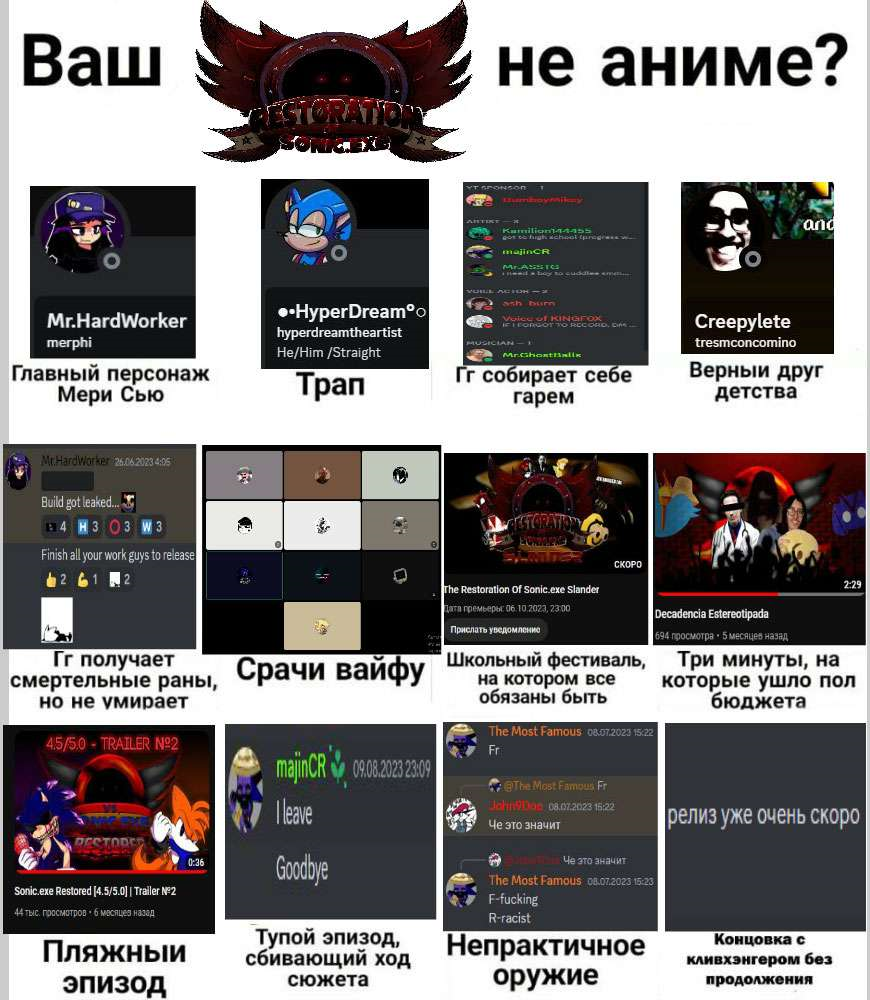 Ваш
не аниме?
RESTORATION
SONIC.EXE
Mr.HardWorker
merphi
Главный персонаж
Мери Сью
●•HyperDream°○
hyperdreamtheartist
He/Him /Straight
Трап
YT SPONSOR — 1
DumboyMikey
ARTIST — 3
Kamilion144455
got to high school (progress w...
majinCR
Mr.ASSTG
i need a boy to cuddlee smm...
VOICE ACTOR — 2
ash_burn
Voice of KINGFOX
IF I FORGOT TO RECORD, DM ...
MUSICIAN — 1
Mr.GhostBalls
Гг собирает себе
гарем
and
Creepylete
tresmconcomino
Верныи друг
детства
Mr.HardWorker 26.06.2023 4:05
Build got leaked...
4 H 3 3 W 3
Finish all your work guys to release
2 1 2
Гг получает
смертельные раны,
но не умирает
Срачи вайфу
RESTORATION
СКОРО
The Restoration Of Sonic.exe Slander
Дата премьеры: 06.10.2023, 23:00
Прислать уведомление
Школьный фестиваль,
на котором все
обязаны быть
2:29
Decadencia Estereotipada
694 просмотра • 5 месяцев назад
Три минуты, на
которые ушло пол
бюджета
4.5/5.0 - TRAILER №2
VS.
SONIC.EXE
RESTORED
0:36
Sonic.exe Restored [4.5/5.0] | Trailer №2
44 тыс. просмотров • 6 месяцев назад
Пляжныи
эпизод
majinCR 09.08.2023 23:09
I leave
Goodbye
Тупой эпизод,
сбивающий ход
сюжета
The Most Famous 08.07.2023 15:22
Fr
@The Most Famous Fr
John9Doe 08.07.2023 15:22
Че это значит
@John9Doe Че это значит
The Most Famous 08.07.2023 15:23
F-fucking
R-racist
Непрактичное
оружие
релиз уже очень скоро
Концовка с
кливхэнгером без
продолжения